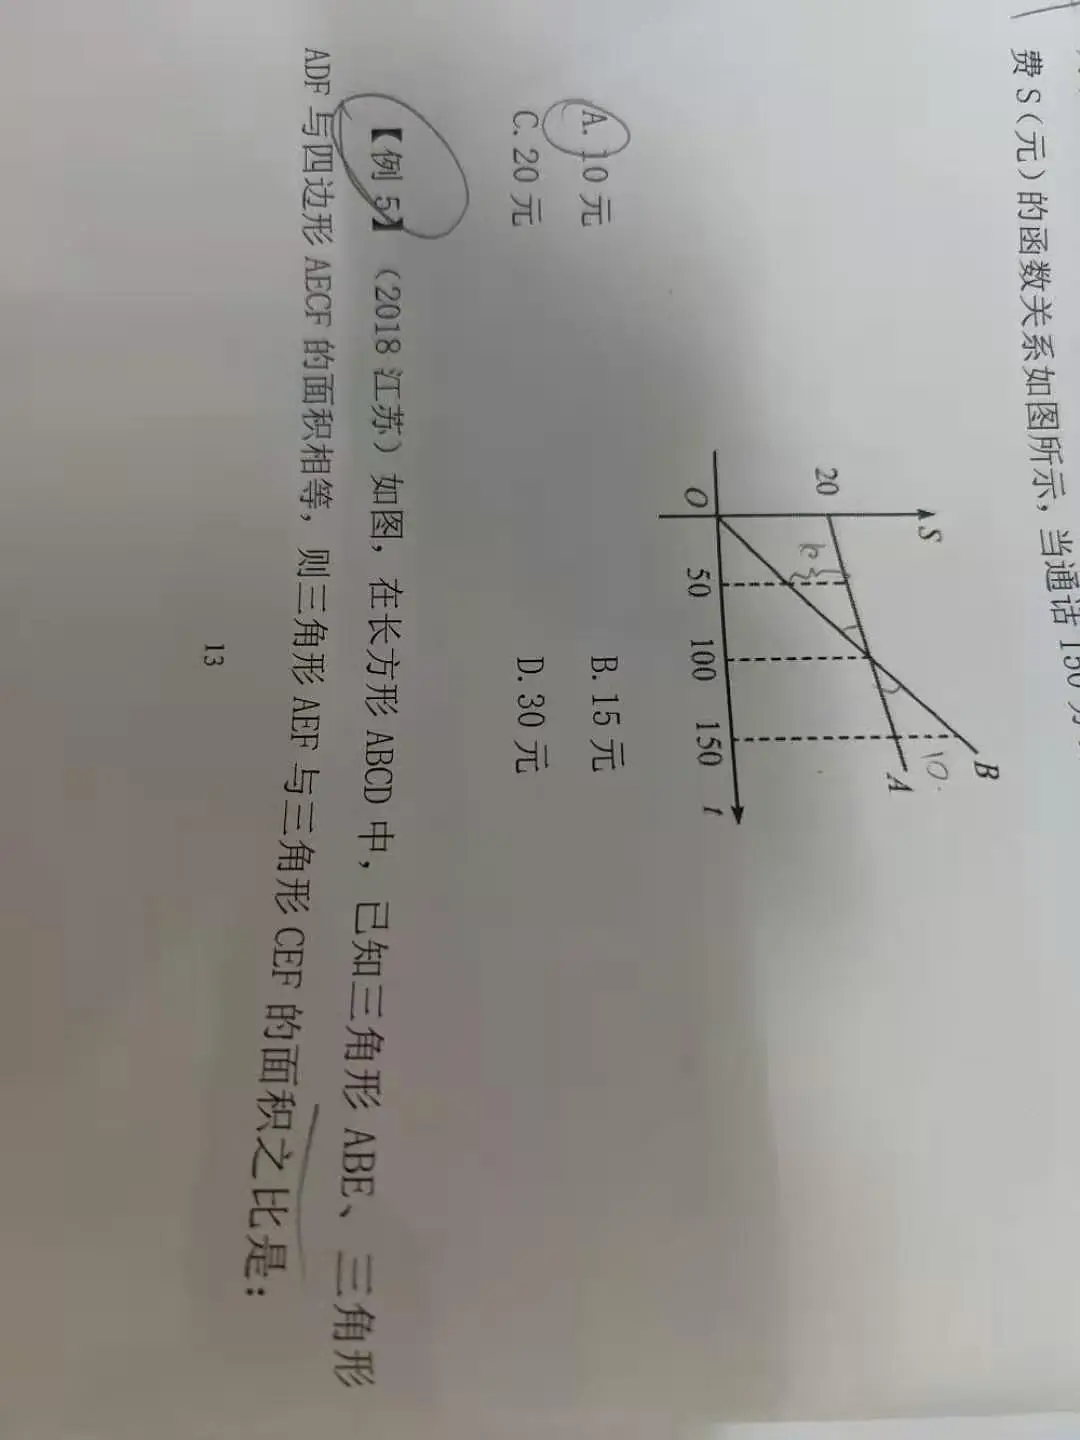 费 S(元)的函数关系如图所示，当通话 150
S
B
A
20
k
10
O
50
100
150
t
A. 10 元
B. 15 元
C. 20 元
D. 30 元
【例 5】（2018 江苏）如图，在长方形 ABCD 中，已知三角形 ABE、三角形
ADF 与四边形 AECF 的面积相等，则三角形 AEF 与三角形 CEF 的面积之比是：
13